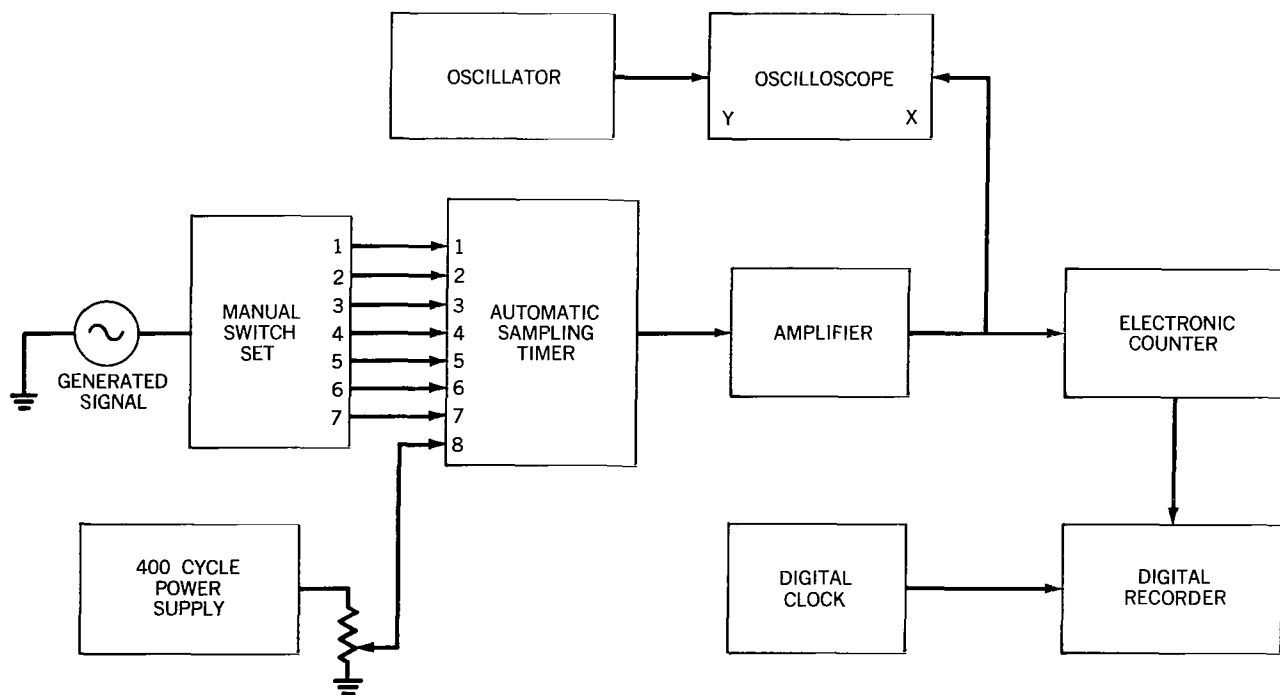 OSCILLATOR
OSCILLOSCOPE
Y X
MANUAL
SWITCH
SET
1
2
3
4
5
6
7
1
2
3
4
5
6
7
8
AUTOMATIC
SAMPLING
TIMER
AMPLIFIER
ELECTRONIC
COUNTER
GENERATED
SIGNAL
400 CYCLE
POWER
SUPPLY
DIGITAL
CLOCK
DIGITAL
RECORDER